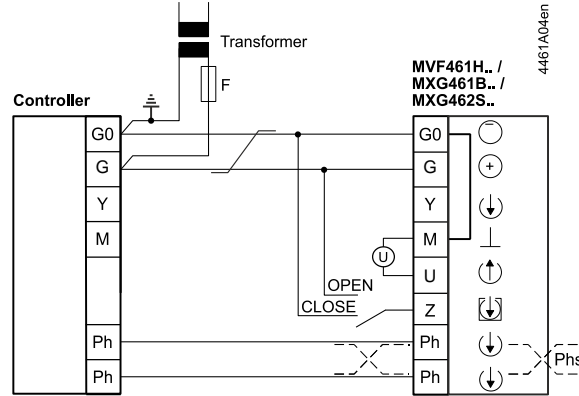 4461A04en
Transformer
F
MVF461H.. /
MXG461B.. /
MXG462S..
Controller
G0
G0
G
G
Y
Y
M
M
U
U
OPEN
CLOSE
Z
Ph
Ph
Phs
Ph
Ph